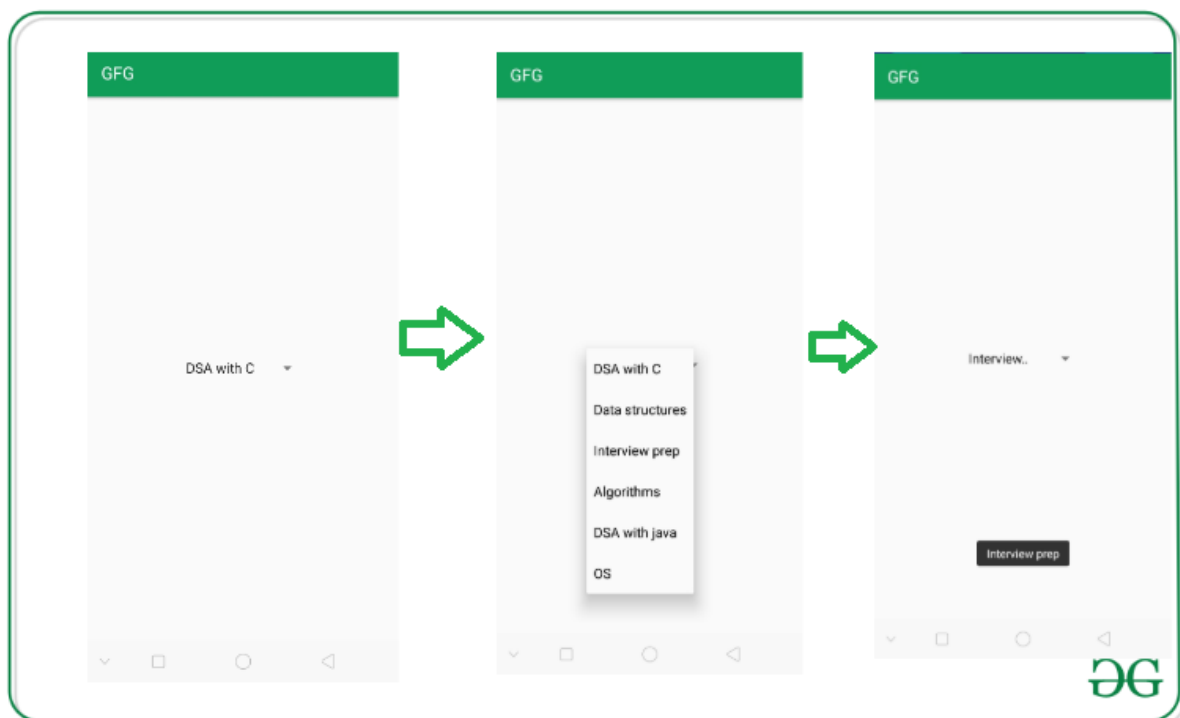 GFG
DSA with C
GFG
DSA with C
Data structures
Interview prep
Algorithms
DSA with java
OS
GFG
Interview..
Interview prep